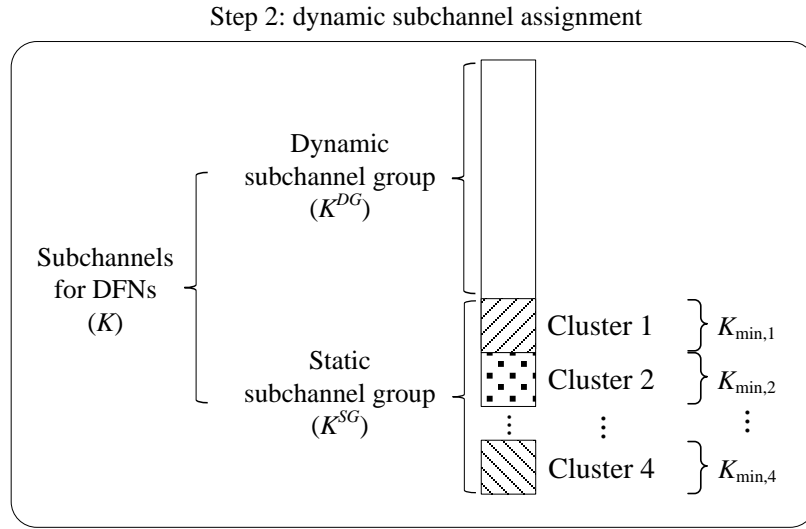 Step 2: dynamic subchannel assignment
Dynamic
subchannel group
(K^DG)
Subchannels
for DFNs
(K)
Static
subchannel group
(K^SG)
Cluster 1
K_min,1
Cluster 2
K_min,2
⋮ ⋮ ⋮
Cluster 4
K_min,4